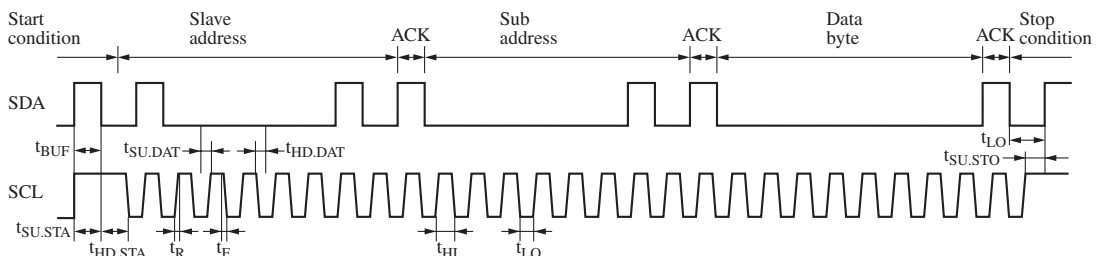 Start condition
Slave address
ACK
Sub address
ACK
Data byte
ACK
Stop condition
SDA
tBUF
tSU.DAT
tHD.DAT
tLO
tSU.STO
SCL
tSU.STA
tHD.STA
tR
tF
tHI
tLO